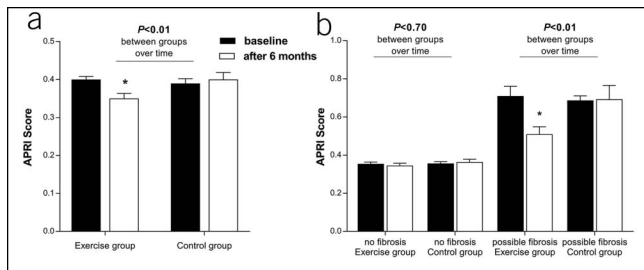 a
P<0.01
between groups
over time
baseline
after 6 months
APRI Score
0.5
0.4
0.3
0.2
0.1
0.0
*
Exercise group
Control group
b
P<0.70
between groups
over time
P<0.01
between groups
over time
APRI Score
1.0
0.8
0.6
0.4
0.2
0.0
*
no fibrosis
Exercise group
no fibrosis
Control group
possible fibrosis
Exercise group
possible fibrosis
Control group